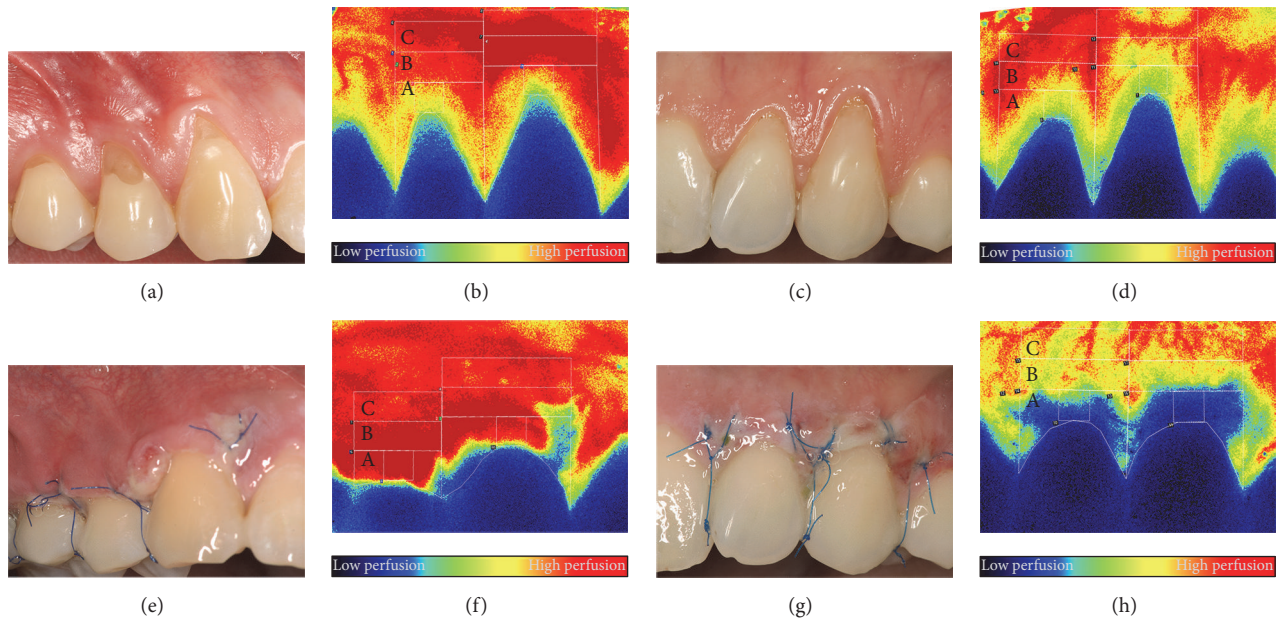 C
B
A
C
B
A
Low perfusion High perfusion
Low perfusion High perfusion
(a)
(b)
(c)
(d)
C
B
A
C
B
A
Low perfusion High perfusion
Low perfusion High perfusion
(e)
(f)
(g)
(h)